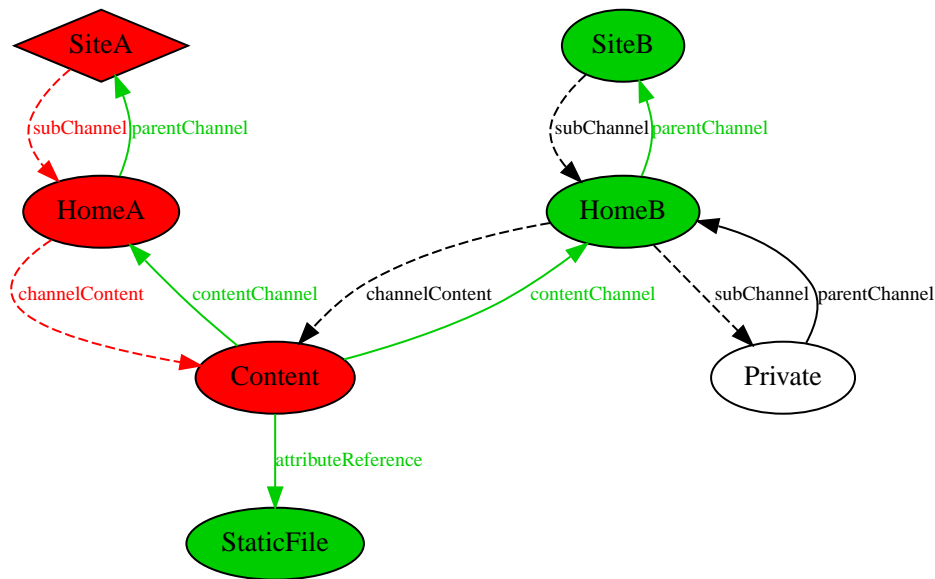 SiteA
SiteB
subChannel
parentChannel
subChannel
parentChannel
HomeA
HomeB
channelContent
contentChannel
channelContent
contentChannel
subChannel
parentChannel
Content
Private
attributeReference
StaticFile